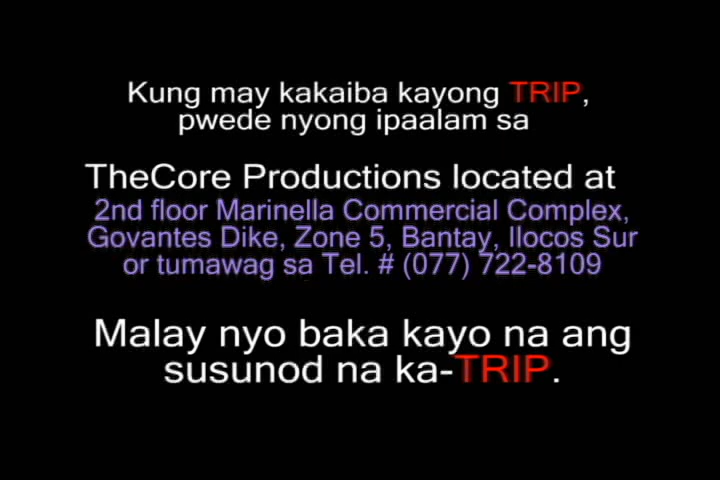 Kung may kakaiba kayong TRIP,
pwede nyong ipaalam sa
TheCore Productions located at
2nd floor Marinella Commercial Complex,
Govantes Dike, Zone 5, Bantay, Ilocos Sur
or tumawag sa Tel. # (077) 722-8109
Malay nyo baka kayo na ang
susunod na ka-TRIP.